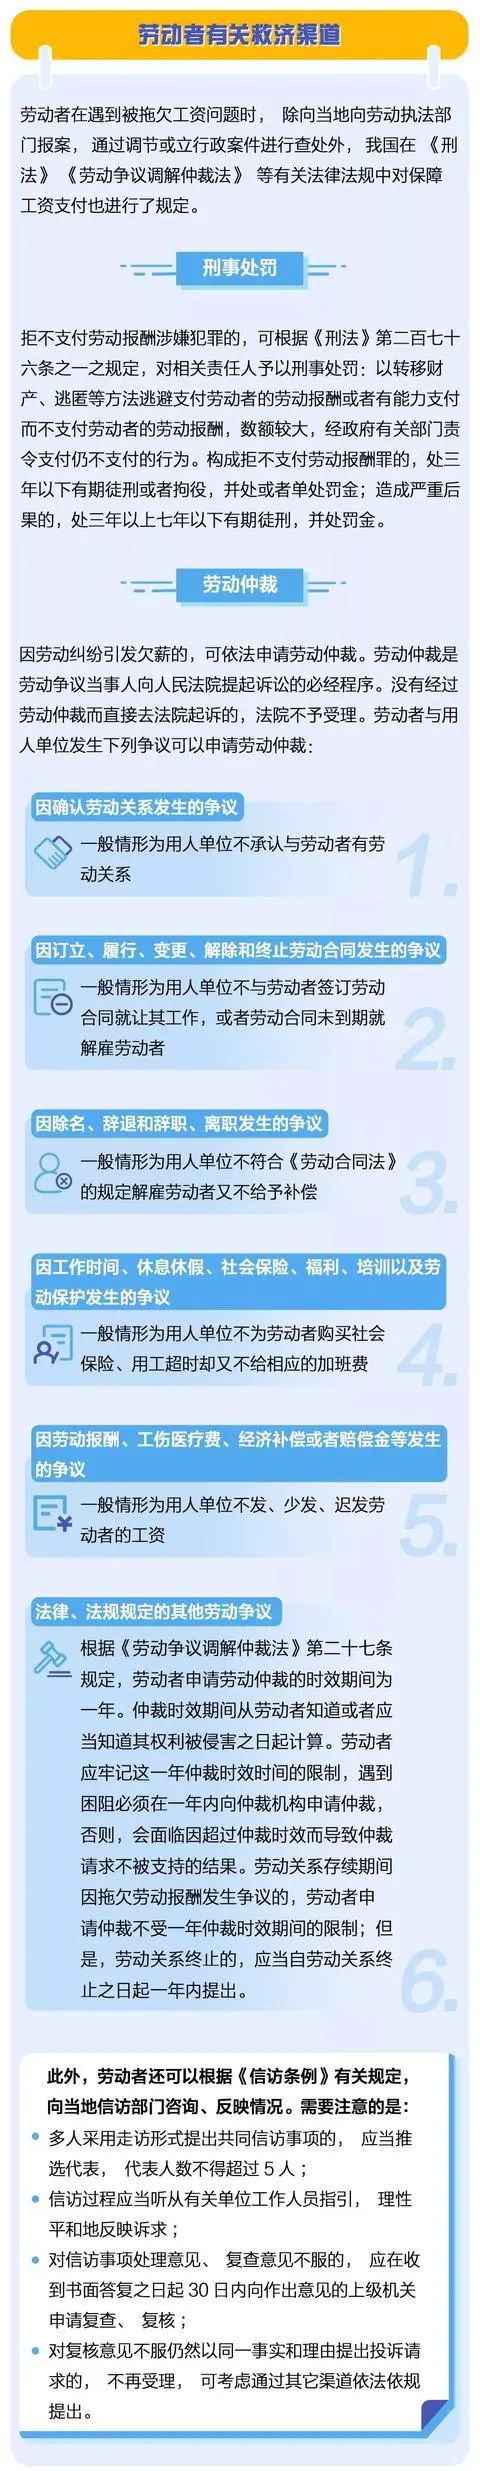 劳动者有关救济渠道
劳动者在遇到被拖欠工资问题时， 除向当地向劳动执法部
门报案，通过调节或立行政案件进行查处外，我国在 《刑
法》 《劳动争议调解仲裁法》 等有关法律法规中对保障
工资支付也进行了规定。
刑事处罚
拒不支付劳动报酬涉嫌犯罪的，可根据《刑法》第二百七十
六条之一之规定，对相关责任人予以刑事处罚：以转移财
产、逃匿等方法逃避支付劳动者的劳动报酬或者有能力支付
而不支付劳动者的劳动报酬，数额较大，经政府有关部门责
令支付仍不支付的行为。构成拒不支付劳动报酬罪的，处三
年以下有期徒刑或者拘役，并处或者单处罚金；造成严重后
果的，处三年以上七年以下有期徒刑，并处罚金。
劳动仲裁
因劳动纠纷引发欠薪的，可依法申请劳动仲裁。劳动仲裁是
劳动争议当事人向人民法院提起诉讼的必经程序。没有经过
劳动仲裁而直接去法院起诉的，法院不予受理。劳动者与用
人单位发生下列争议可以申请劳动仲裁：
因确认劳动关系发生的争议
一般情形为用人单位不承认与劳动者有劳
动关系
1.
因订立、履行、变更、解除和终止劳动合同发生的争议
一般情形为用人单位不与劳动者签订劳动
合同就让其工作，或者劳动合同未到期就
解雇劳动者
2.
因除名、辞退和辞职、离职发生的争议
一般情形为用人单位不符合《劳动合同法》
的规定解雇劳动者又不给予补偿
3.
因工作时间、休息休假、社会保险、福利、培训以及劳
动保护发生的争议
一般情形为用人单位不为劳动者购买社会
保险、用工超时却又不给相应的加班费
4.
因劳动报酬、工伤医疗费、经济补偿或者赔偿金等发生
的争议
一般情形为用人单位不发、少发、迟发劳
动者的工资
5.
法律、法规规定的其他劳动争议
根据《劳动争议调解仲裁法》第二十七条
规定，劳动者申请劳动仲裁的时效期间为
一年。仲裁时效期间从劳动者知道或者应
当知道其权利被侵害之日起计算。劳动者
应牢记这一年仲裁时效时间的限制，遇到
困阻必须在一年内向仲裁机构申请仲裁，
否则，会面临因超过仲裁时效而导致仲裁
请求不被支持的结果。劳动关系存续期间
因拖欠劳动报酬发生争议的，劳动者申
请仲裁不受一年仲裁时效期间的限制；但
是，劳动关系终止的，应当自劳动关系终
止之日起一年内提出。
6.
此外，劳动者还可以根据《信访条例》有关规定，
向当地信访部门咨询、反映情况。需要注意的是：
多人采用走访形式提出共同信访事项的， 应当推
选代表， 代表人数不得超过 5 人；
信访过程应当听从有关单位工作人员指引， 理性
平和地反映诉求；
对信访事项处理意见、 复查意见不服的， 应在收
到书面答复之日起 30 日内向作出意见的上级机关
申请复查、 复核；
对复核意见不服仍然以同一事实和理由提出投诉请
求的， 不再受理， 可考虑通过其它渠道依法依规
提出。